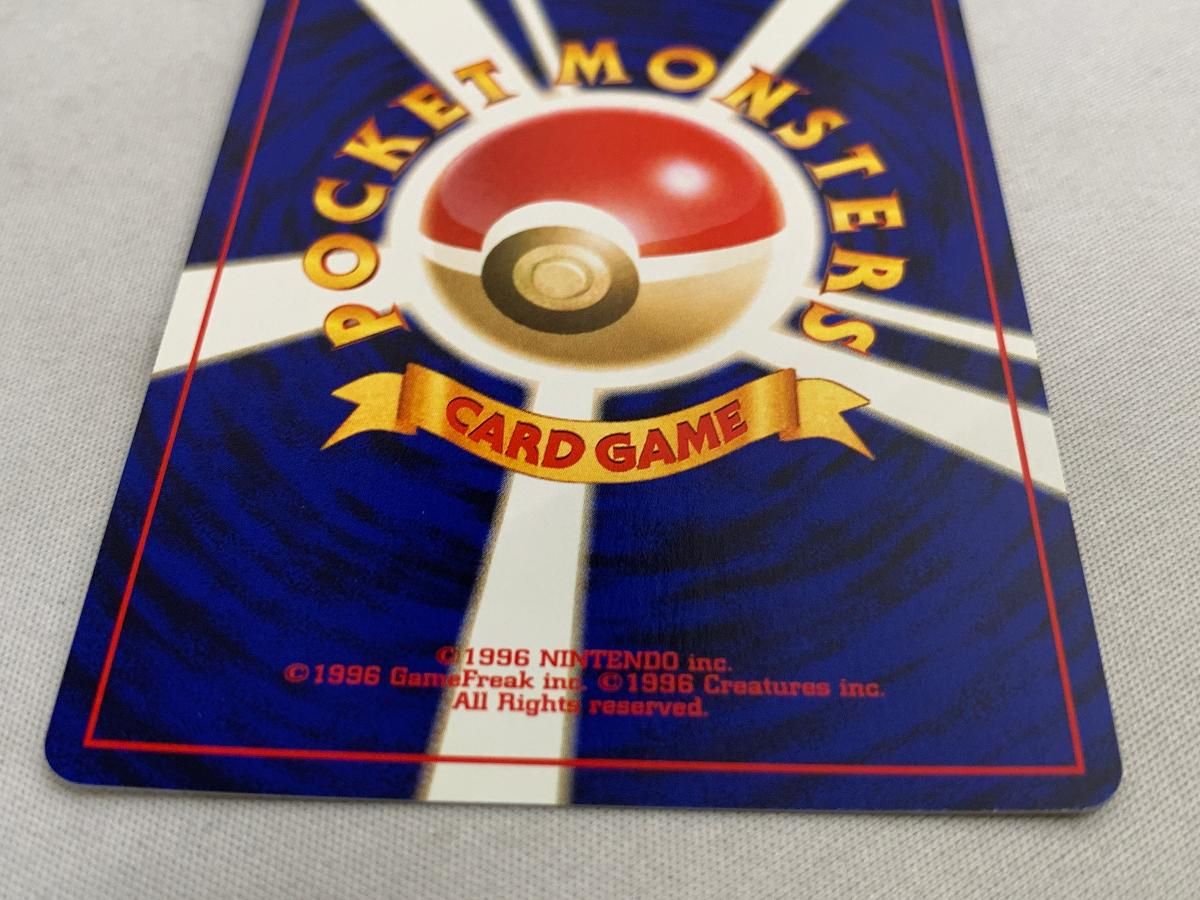 POCKET MONSTERS
CARD GAME
©1996 NINTENDO inc.
©1996 GameFreak inc. ©1996 Creatures inc.
All Rights reserved.